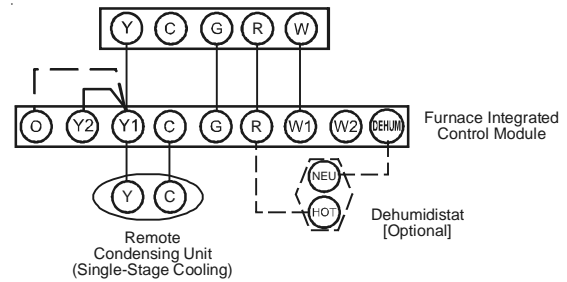 Y C G R W
O Y2 Y1 C G R W1 W2 DEHUM
Furnace Integrated
Control Module
NEU
HOT
Y C
Dehumidistat
[Optional]
Remote
Condensing Unit
(Single-Stage Cooling)